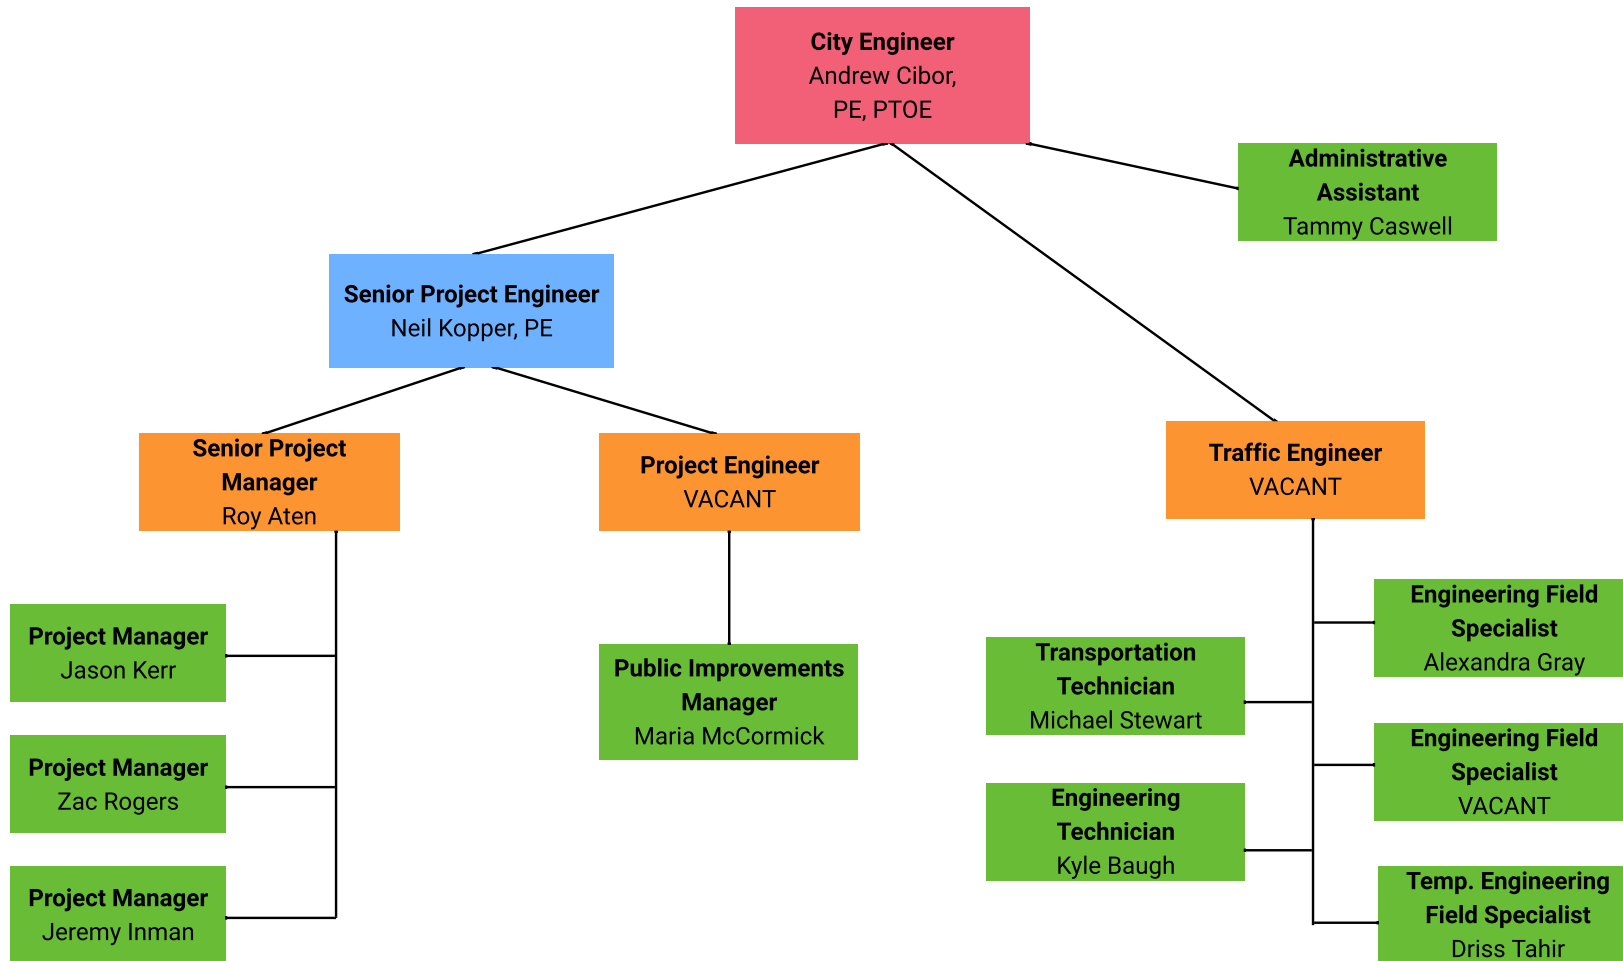 City Engineer
Andrew Cibor,
PE, PTOE
Administrative
Assistant
Tammy Caswell
Senior Project Engineer
Neil Kopper, PE
Senior Project
Manager
Roy Aten
Project Engineer
VACANT
Traffic Engineer
VACANT
Project Manager
Jason Kerr
Project Manager
Zac Rogers
Project Manager
Jeremy Inman
Public Improvements
Manager
Maria McCormick
Transportation
Technician
Michael Stewart
Engineering
Technician
Kyle Baugh
Engineering Field
Specialist
Alexandra Gray
Engineering Field
Specialist
VACANT
Temp. Engineering
Field Specialist
Driss Tahir